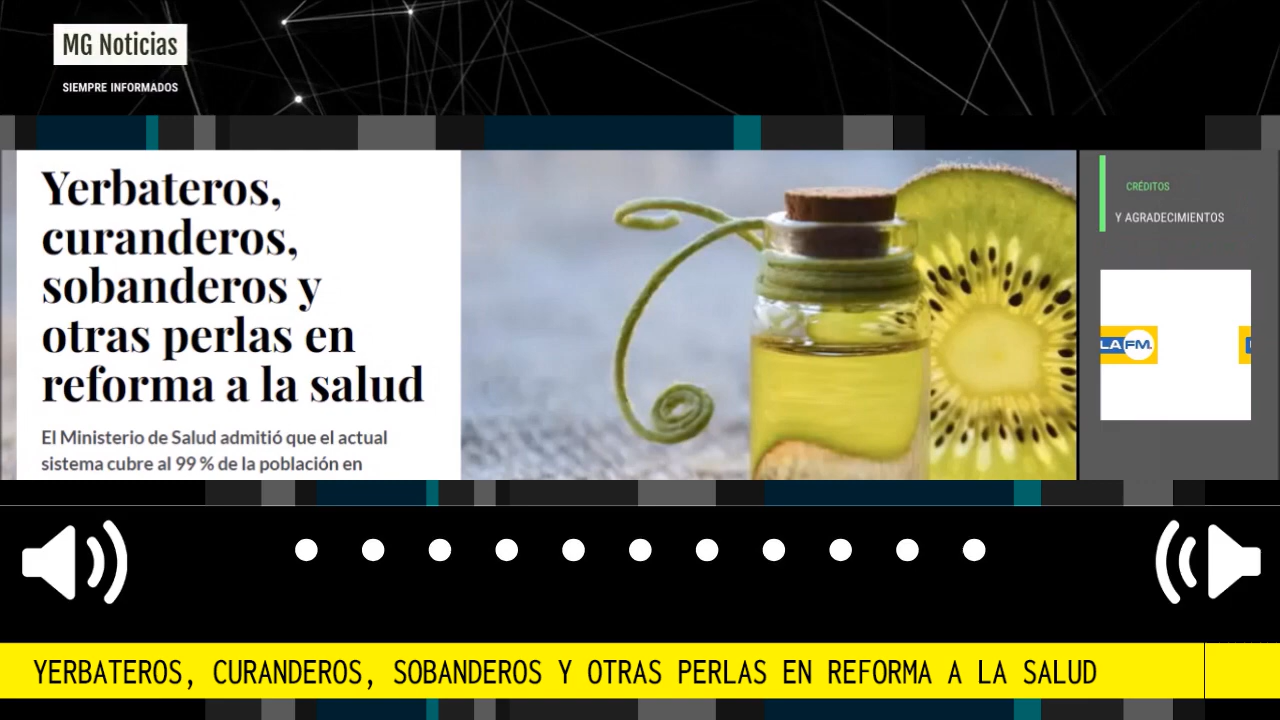 MG Noticias
SIEMPRE INFORMADOS
Yerbateros,
curanderos,
sobanderos y
otras perlas en
reforma a la salud
El Ministerio de Salud admitió que el actual
sistema cubre al 99 % de la población en
CRÉDITOS
Y AGRADECIMIENTOS
LA FM.
YERBATEROS, CURANDEROS, SOBANDEROS Y OTRAS PERLAS EN REFORMA A LA SALUD